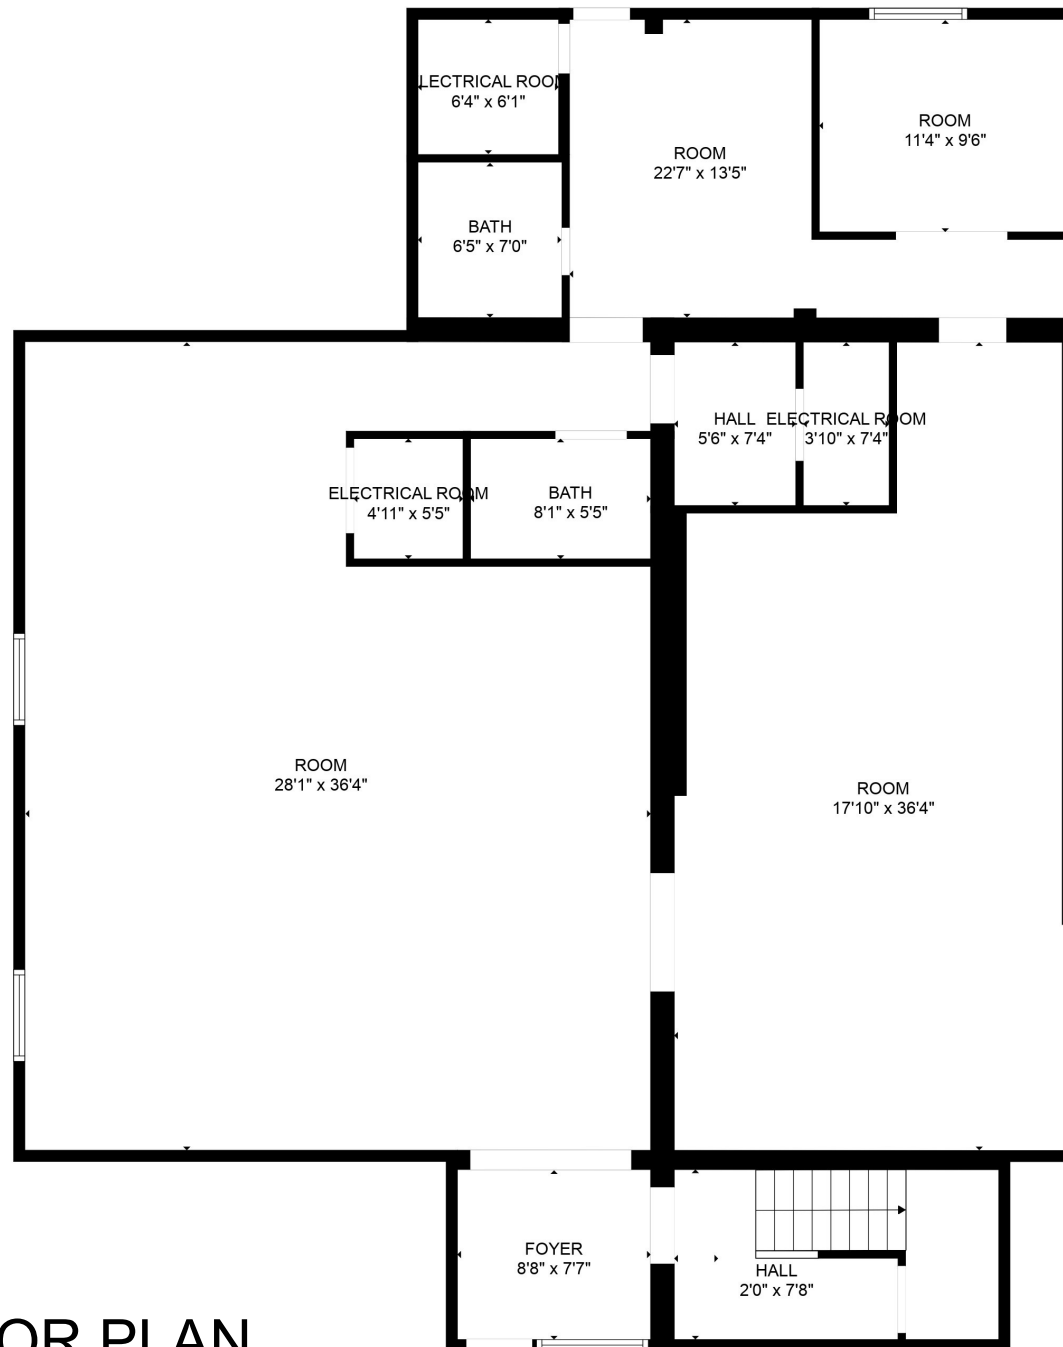 LECTRICAL ROOM
6'4" x 6'1"
ROOM
11'4" x 9'6"
ROOM
22'7" x 13'5"
BATH
6'5" x 7'0"
HALL
5'6" x 7'4"
ELECTRICAL ROOM
3'10" x 7'4"
ELECTRICAL ROOM
4'11" x 5'5"
BATH
8'1" x 5'5"
ROOM
28'1" x 36'4"
ROOM
17'10" x 36'4"
FOYER
8'8" x 7'7"
HALL
2'0" x 7'8"
OR PLAN